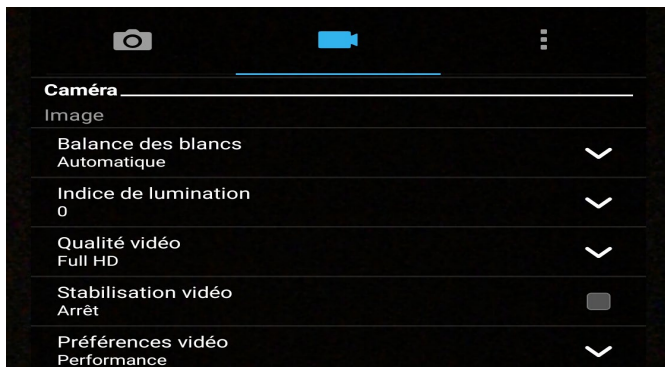 Caméra
Image
Balance des blancs
Automatique
Indice de lumination
0
Qualité vidéo
Full HD
Stabilisation vidéo
Arrêt
Préférences vidéo
Performance